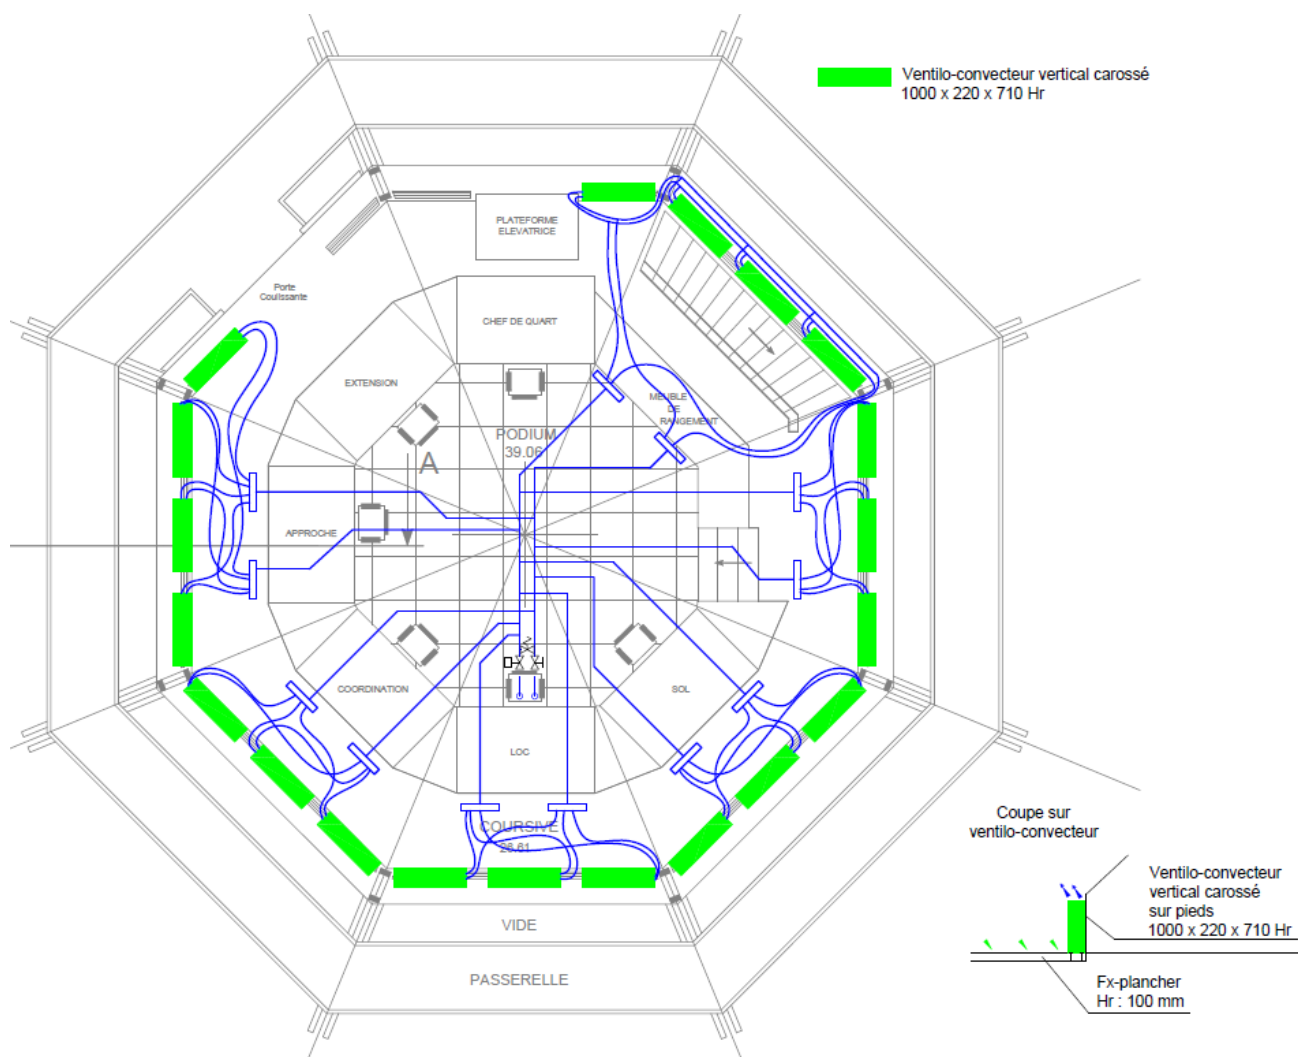 Ventilo-convecteur vertical carossé
1000 x 220 x 710 Hr
PLATEFORME
ELEVATRICE
Porte
Coulissante
CHEF DE QUART
EXTENSION
MEUBLE
DE
RANGEMENT
PODIUM
39.06
A
APPROCHE
COORDINATION
SOL
LOC
COURSIVE
26.61
VIDE
PASSERELLE
Coupe sur
ventilo-convecteur
Ventilo-convecteur
vertical carossé
sur pieds
1000 x 220 x 710 Hr
Fx-plancher
Hr : 100 mm